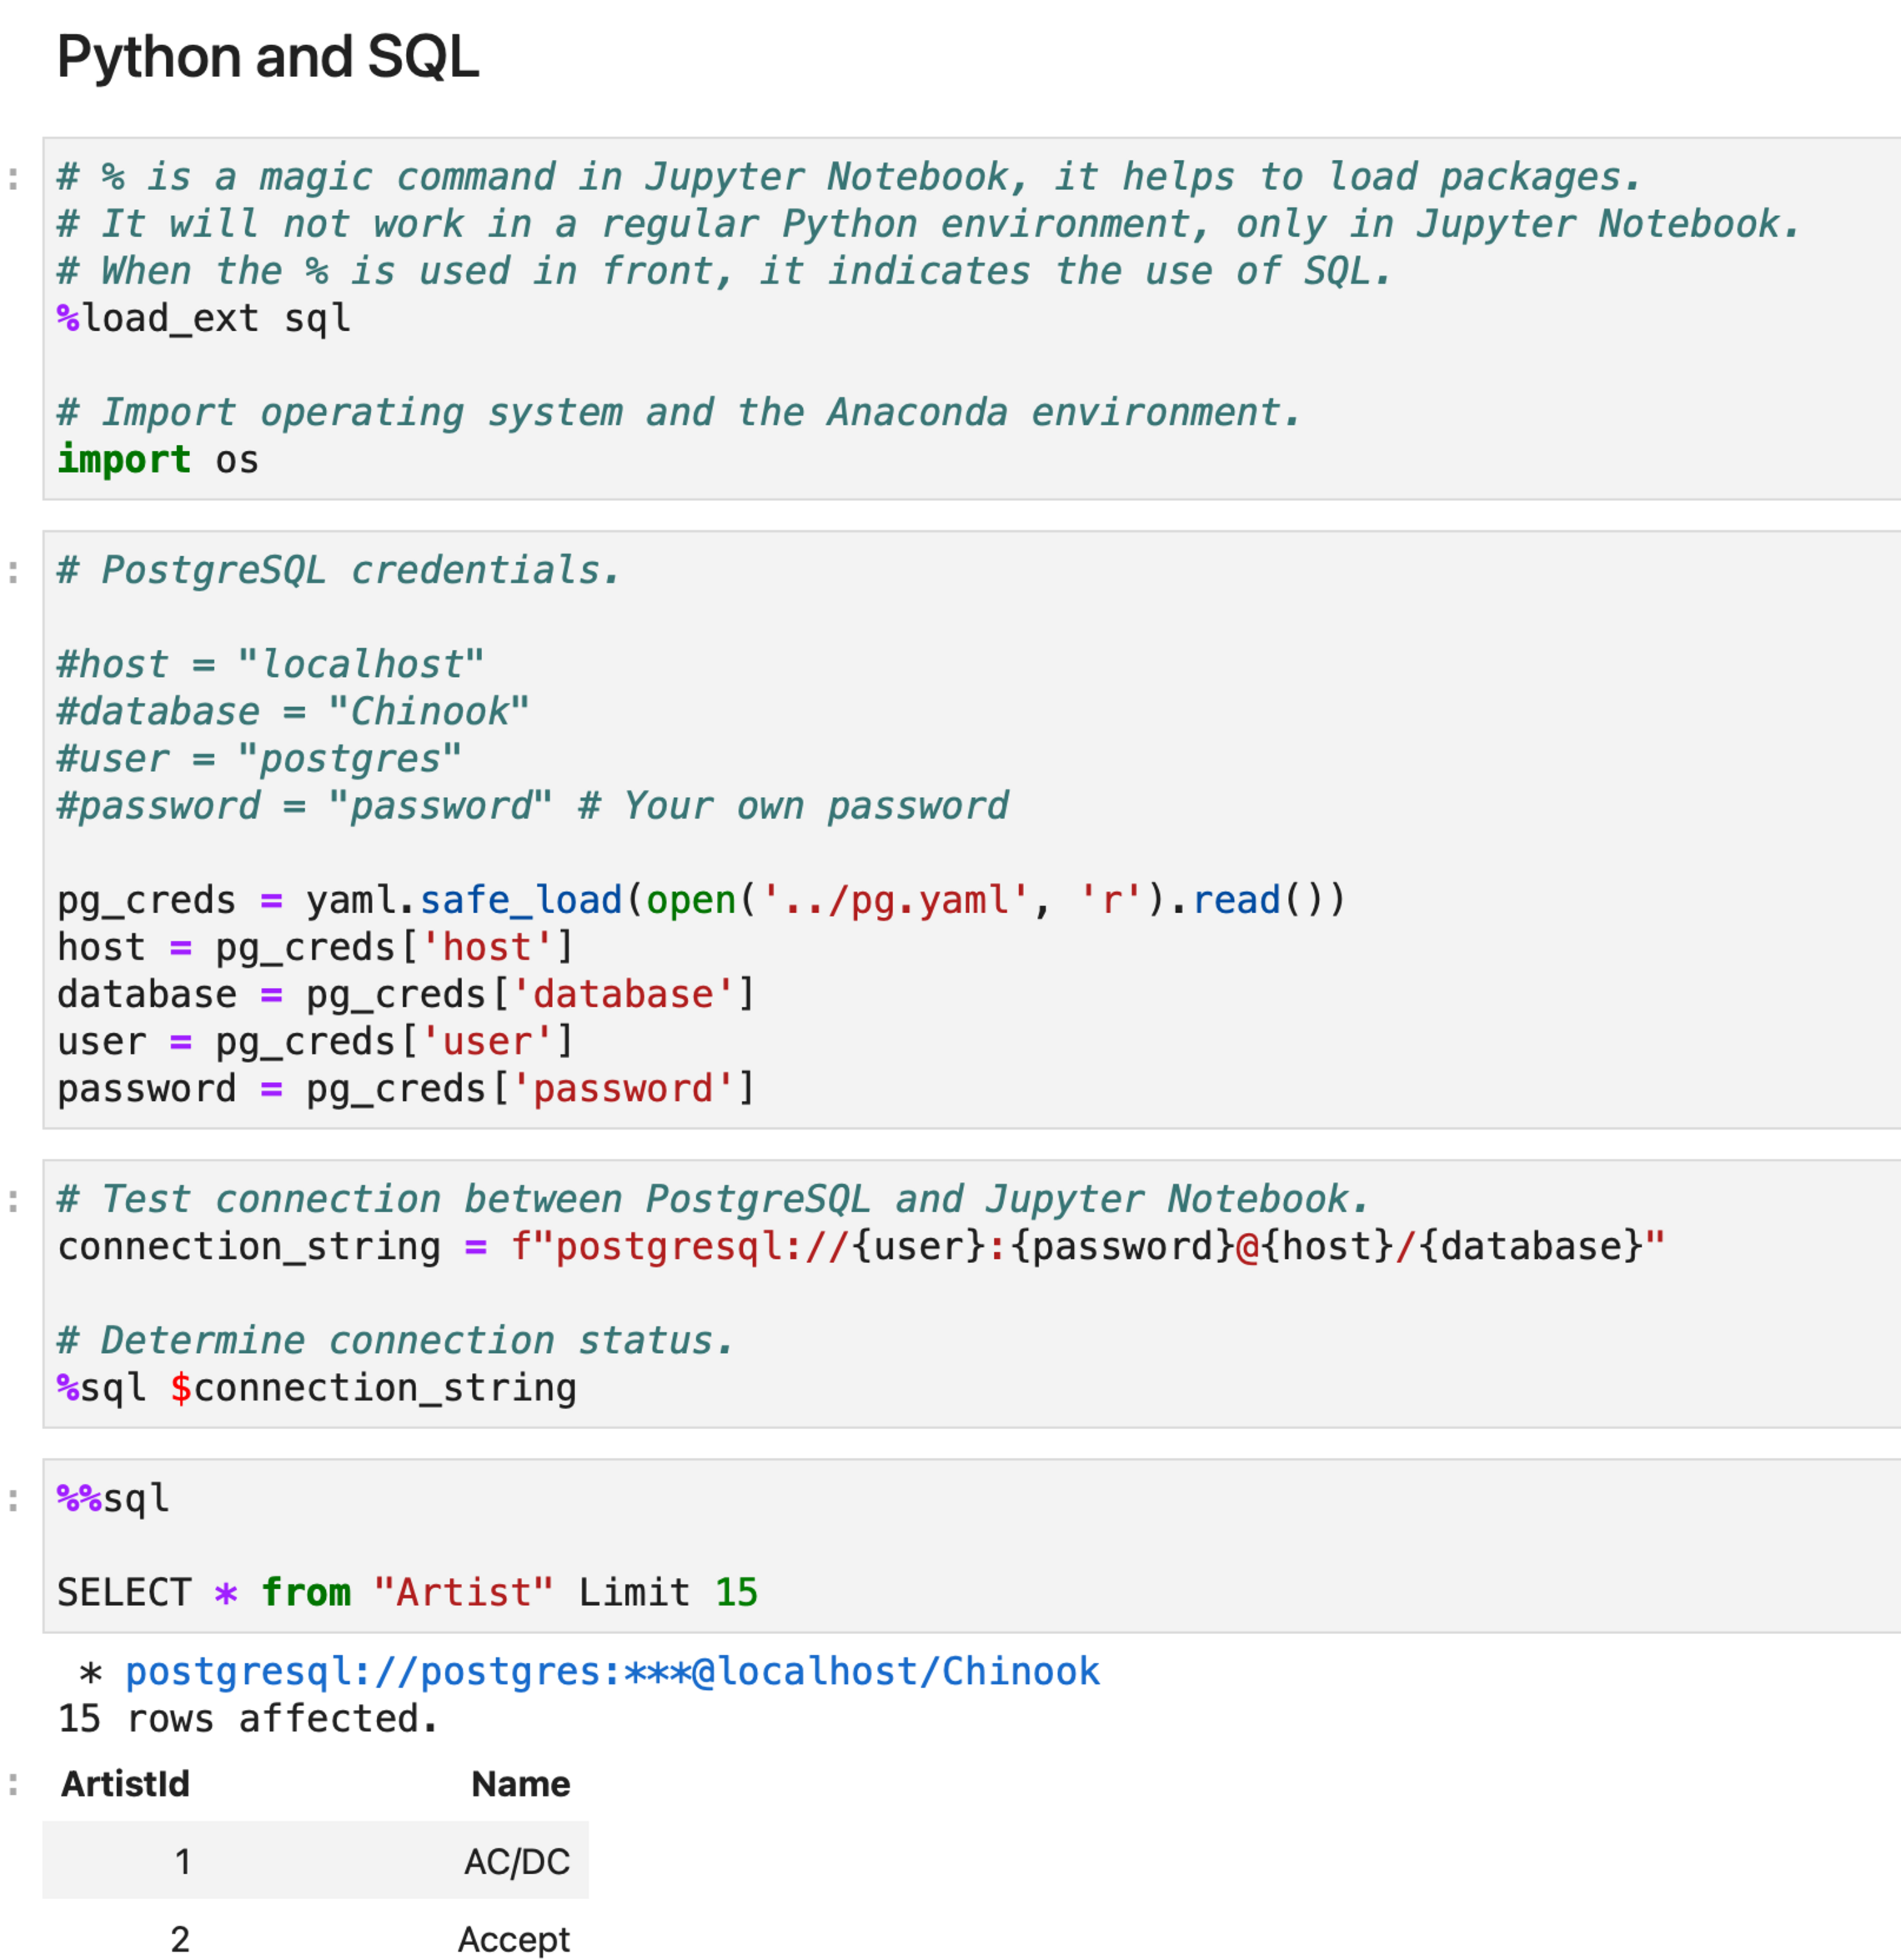 Python and SQL
# % is a magic command in Jupyter Notebook, it helps to load packages.
# It will not work in a regular Python environment, only in Jupyter Notebook.
# When the % is used in front, it indicates the use of SQL.
%load_ext sql
# Import operating system and the Anaconda environment.
import os
# PostgreSQL credentials.
#host = "localhost"
#database = "Chinook"
#user = "postgres"
#password = "password" # Your own password
pg_creds = yaml.safe_load(open('../pg.yaml', 'r').read())
host = pg_creds['host']
database = pg_creds['database']
user = pg_creds['user']
password = pg_creds['password']
# Test connection between PostgreSQL and Jupyter Notebook.
connection_string = f"postgresql://{user}:{password}@{host}/{database}"
# Determine connection status.
%sql $connection_string
%%sql
SELECT * from "Artist" Limit 15
* postgresql://postgres:***@localhost/Chinook
15 rows affected.
ArtistId Name
1 AC/DC
2 Accept